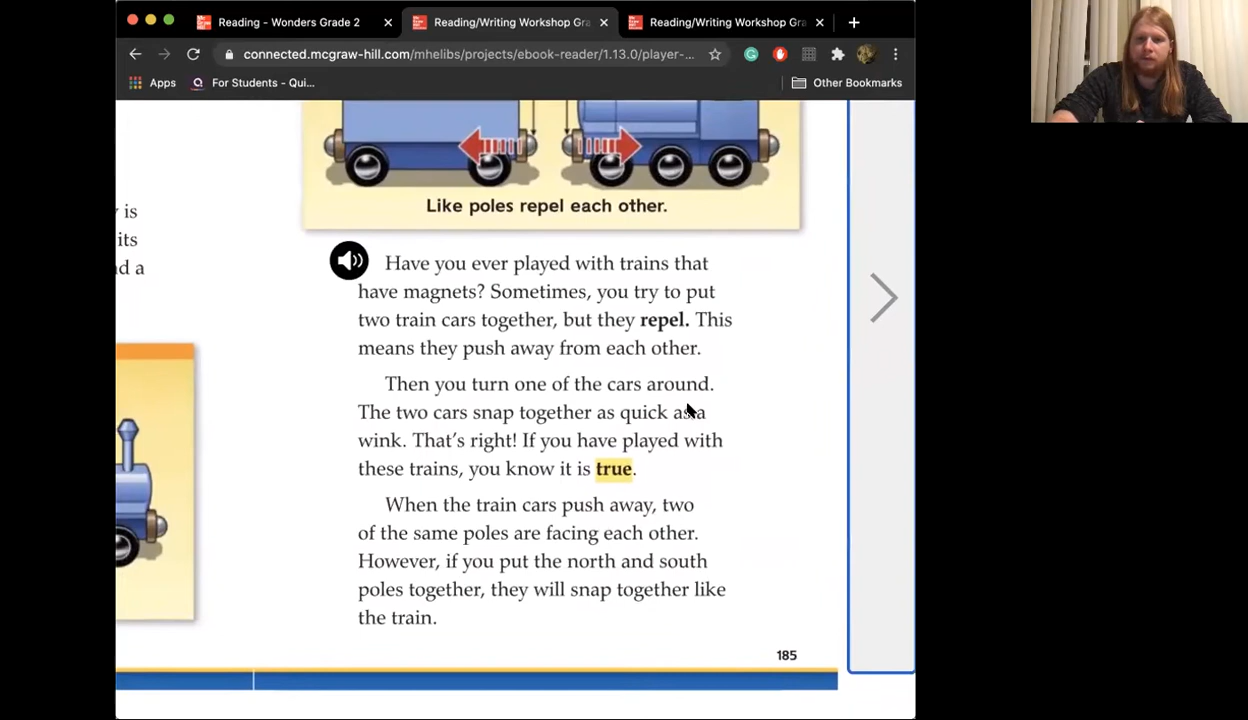 Reading - Wonders Grade 2
Reading/Writing Workshop Gra
Reading/Writing Workshop Gra
connected.mcgraw-hill.com/mhelibs/projects/ebook-reader/1.13.0/player-...
Apps
For Students - Qui...
Other Bookmarks
y is
its
nd a
Like poles repel each other.
Have you ever played with trains that
have magnets? Sometimes, you try to put
two train cars together, but they repel. This
means they push away from each other.
Then you turn one of the cars around.
The two cars snap together as quick as a
wink. That's right! If you have played with
these trains, you know it is true.
When the train cars push away, two
of the same poles are facing each other.
However, if you put the north and south
poles together, they will snap together like
the train.
185